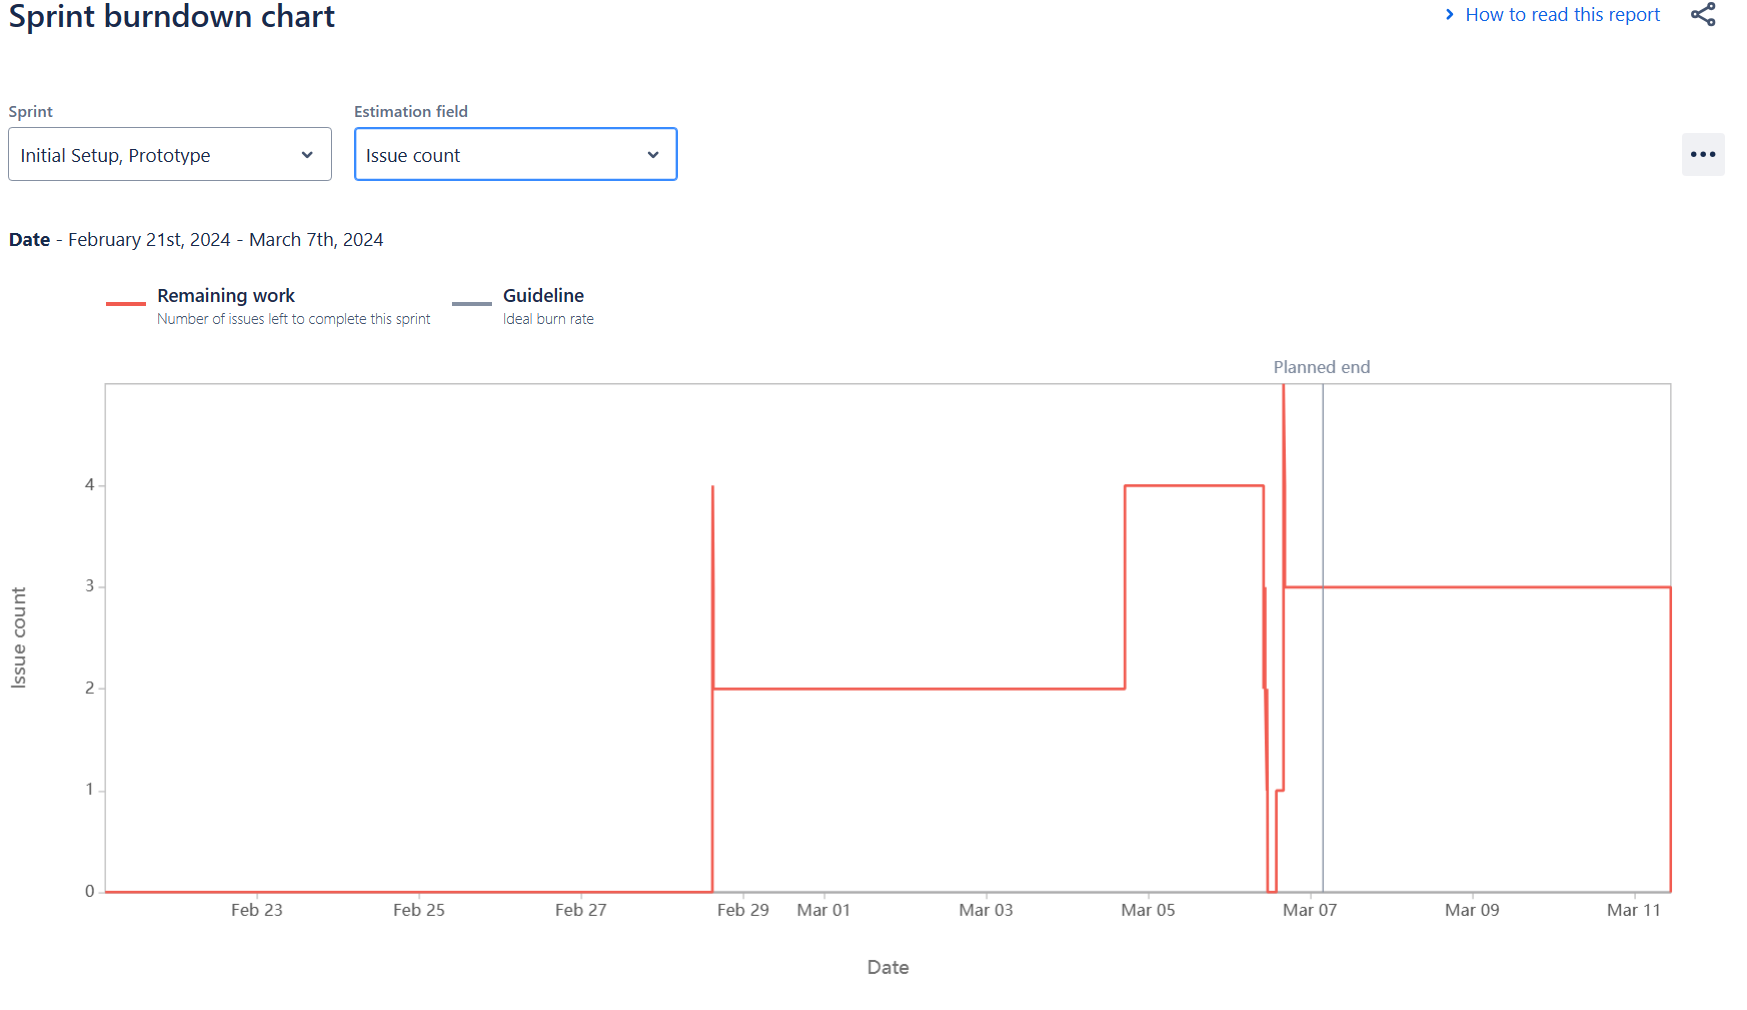 Sprint burndown chart
How to read this report
Sprint
Estimation field
Initial Setup, Prototype
Issue count
Date - February 21st, 2024 - March 7th, 2024
Remaining work
Number of issues left to complete this sprint
Guideline
Ideal burn rate
Planned end
Issue count
4
3
2
1
0
Feb 23
Feb 25
Feb 27
Feb 29
Mar 01
Mar 03
Mar 05
Mar 07
Mar 09
Mar 11
Date